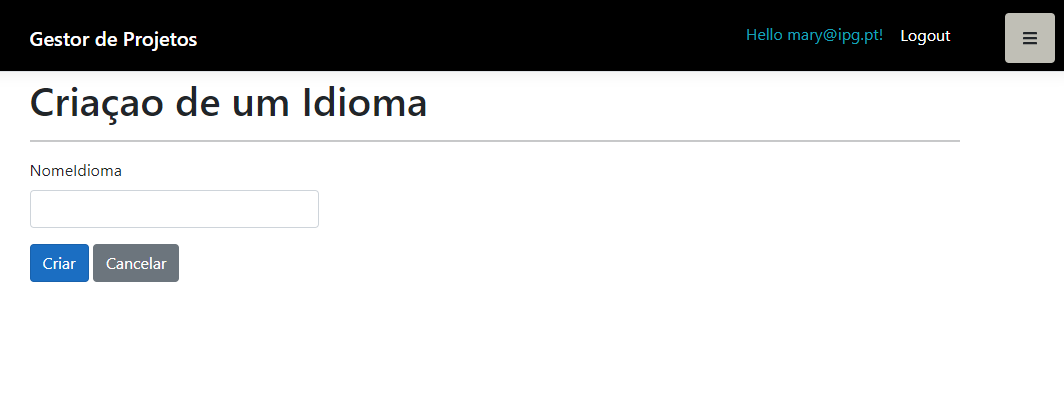 Gestor de Projetos
Hello mary@ipg.pt! Logout
Criaçao de um Idioma
NomeIdioma
Criar Cancelar